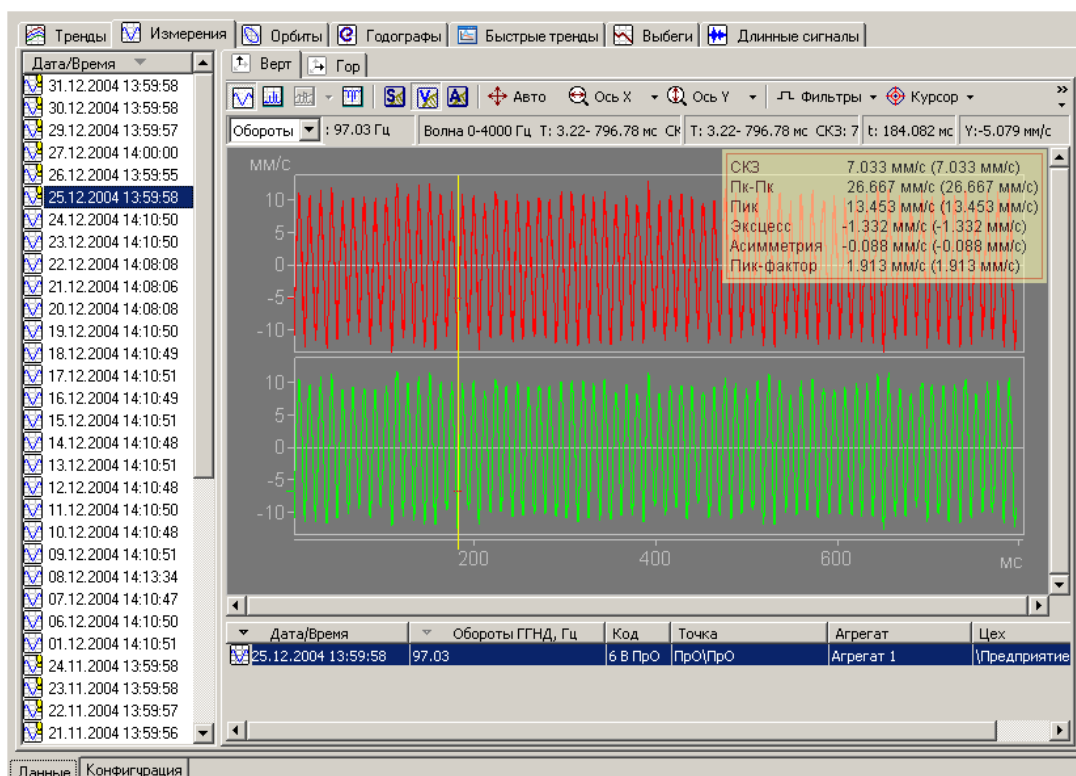 Тренды Измерения Орбиты Годографы Быстрые тренды Выбеги Длинные сигналы
Дата/Время
31.12.2004 13:59:58
30.12.2004 13:59:58
29.12.2004 13:59:57
27.12.2004 14:00:00
26.12.2004 13:59:55
25.12.2004 13:59:58
24.12.2004 14:10:50
23.12.2004 14:10:50
22.12.2004 14:08:08
21.12.2004 14:08:06
20.12.2004 14:08:08
19.12.2004 14:10:50
18.12.2004 14:10:49
17.12.2004 14:10:51
16.12.2004 14:10:49
15.12.2004 14:10:51
14.12.2004 14:10:48
13.12.2004 14:10:51
12.12.2004 14:10:48
11.12.2004 14:10:50
10.12.2004 14:10:48
09.12.2004 14:10:51
08.12.2004 14:13:34
07.12.2004 14:10:47
06.12.2004 14:10:50
01.12.2004 14:10:51
24.11.2004 13:59:58
23.11.2004 13:59:58
22.11.2004 13:59:57
21.11.2004 13:59:56
Верт Гор
S V A Авто Ось X Ось Y Фильтры Курсор »
Обороты : 97.03 Гц Волна 0-4000 Гц T: 3.22- 796.78 мс СК T: 3.22- 796.78 мс СКЗ: 7 t: 184.082 мс Y:-5.079 мм/с
мм/с
10
5
0
-5
-10
СКЗ 7.033 мм/с (7.033 мм/с)
Пк-Пк 26.667 мм/с (26.667 мм/с)
Пик 13.453 мм/с (13.453 мм/с)
Эксцесс -1.332 мм/с (-1.332 мм/с)
Асимметрия -0.088 мм/с (-0.088 мм/с)
Пик-фактор 1.913 мм/с (1.913 мм/с)
10
5
0
-5
-10
200 400 600 мс
Дата/Время Обороты ГГНД, Гц Код Точка Агрегат Цех
25.12.2004 13:59:58 97.03 6 В ПрО ПрО\ПрО Агрегат 1 \Предприятие
Данные Конфигурация